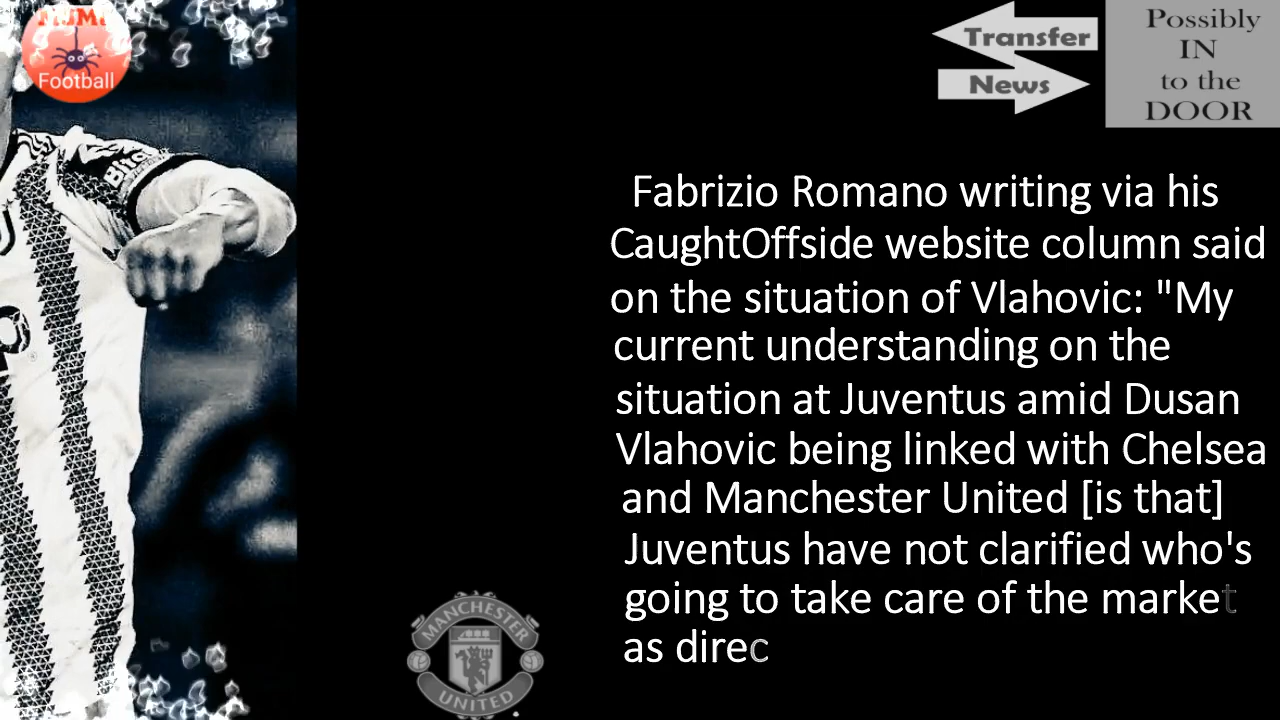 Football
Transfer
News
Possibly
IN
to the
DOOR
Bitci
Fabrizio Romano writing via his
CaughtOffside website column said
on the situation of Vlahovic: "My
current understanding on the
situation at Juventus amid Dusan
Vlahovic being linked with Chelsea
and Manchester United [is that]
Juventus have not clarified who's
going to take care of the market
as direc
MANCHESTER
UNITED